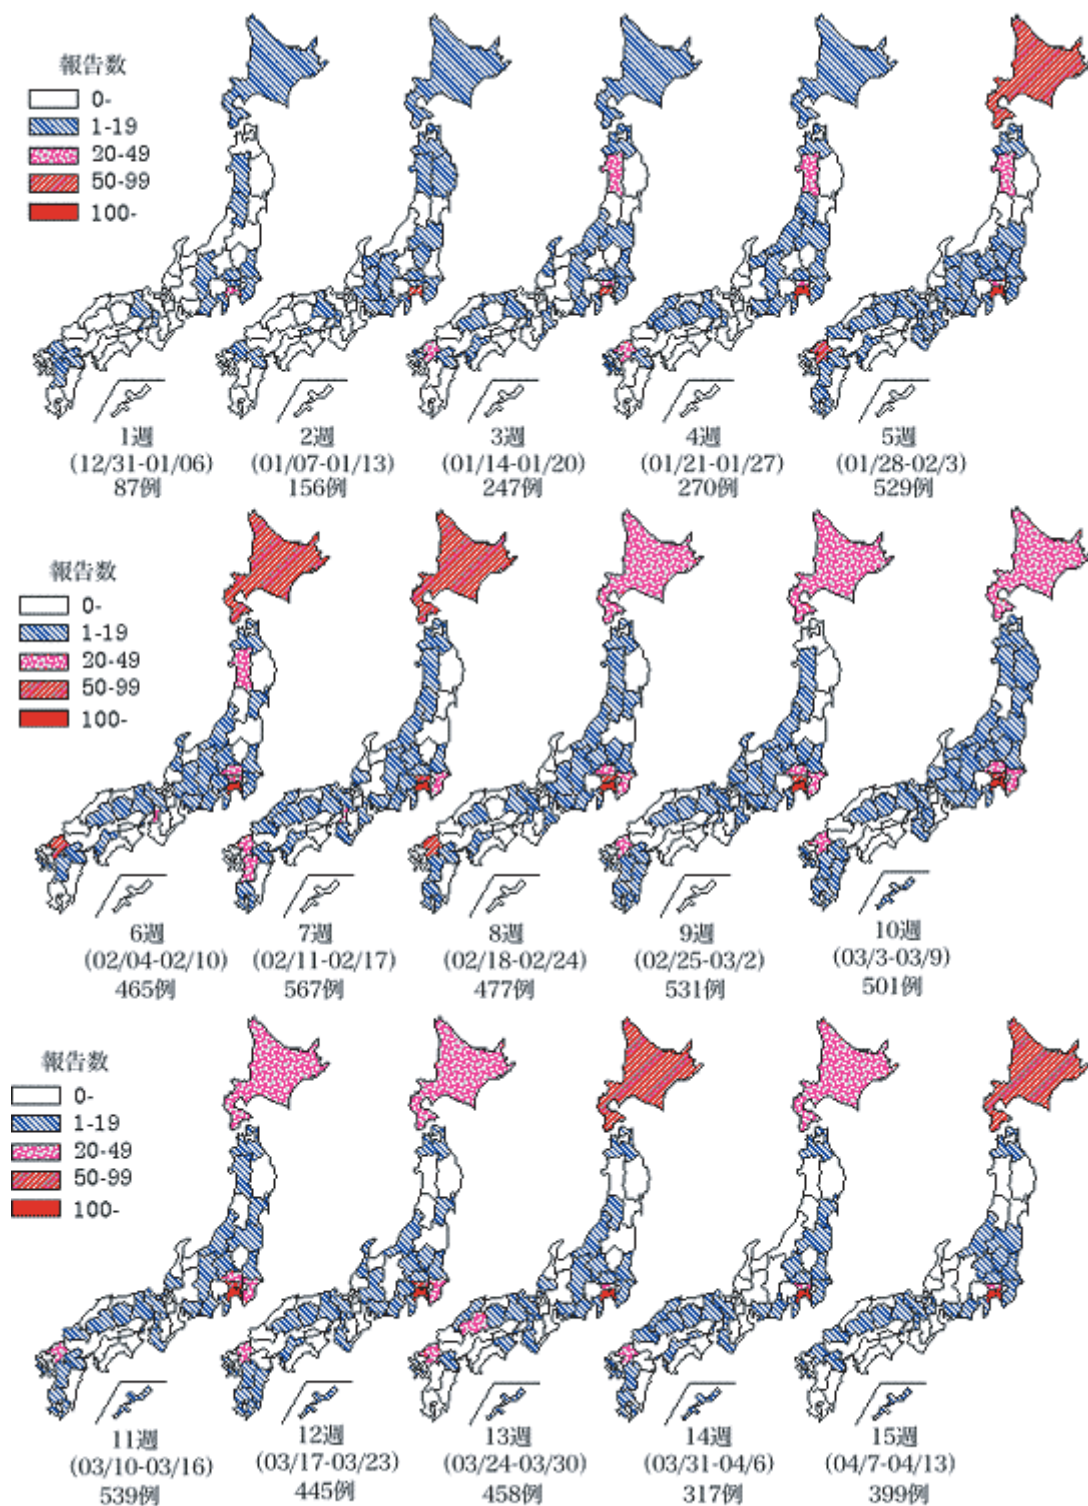 報告数
0-
1-19
20-49
50-99
100-
1週
(12/31-01/06)
87例
2週
(01/07-01/13)
156例
3週
(01/14-01/20)
247例
4週
(01/21-01/27)
270例
5週
(01/28-02/3)
529例
報告数
0-
1-19
20-49
50-99
100-
6週
(02/04-02/10)
465例
7週
(02/11-02/17)
567例
8週
(02/18-02/24)
477例
9週
(02/25-03/2)
531例
10週
(03/3-03/9)
501例
報告数
0-
1-19
20-49
50-99
100-
11週
(03/10-03/16)
539例
12週
(03/17-03/23)
445例
13週
(03/24-03/30)
458例
14週
(03/31-04/6)
317例
15週
(04/7-04/13)
399例